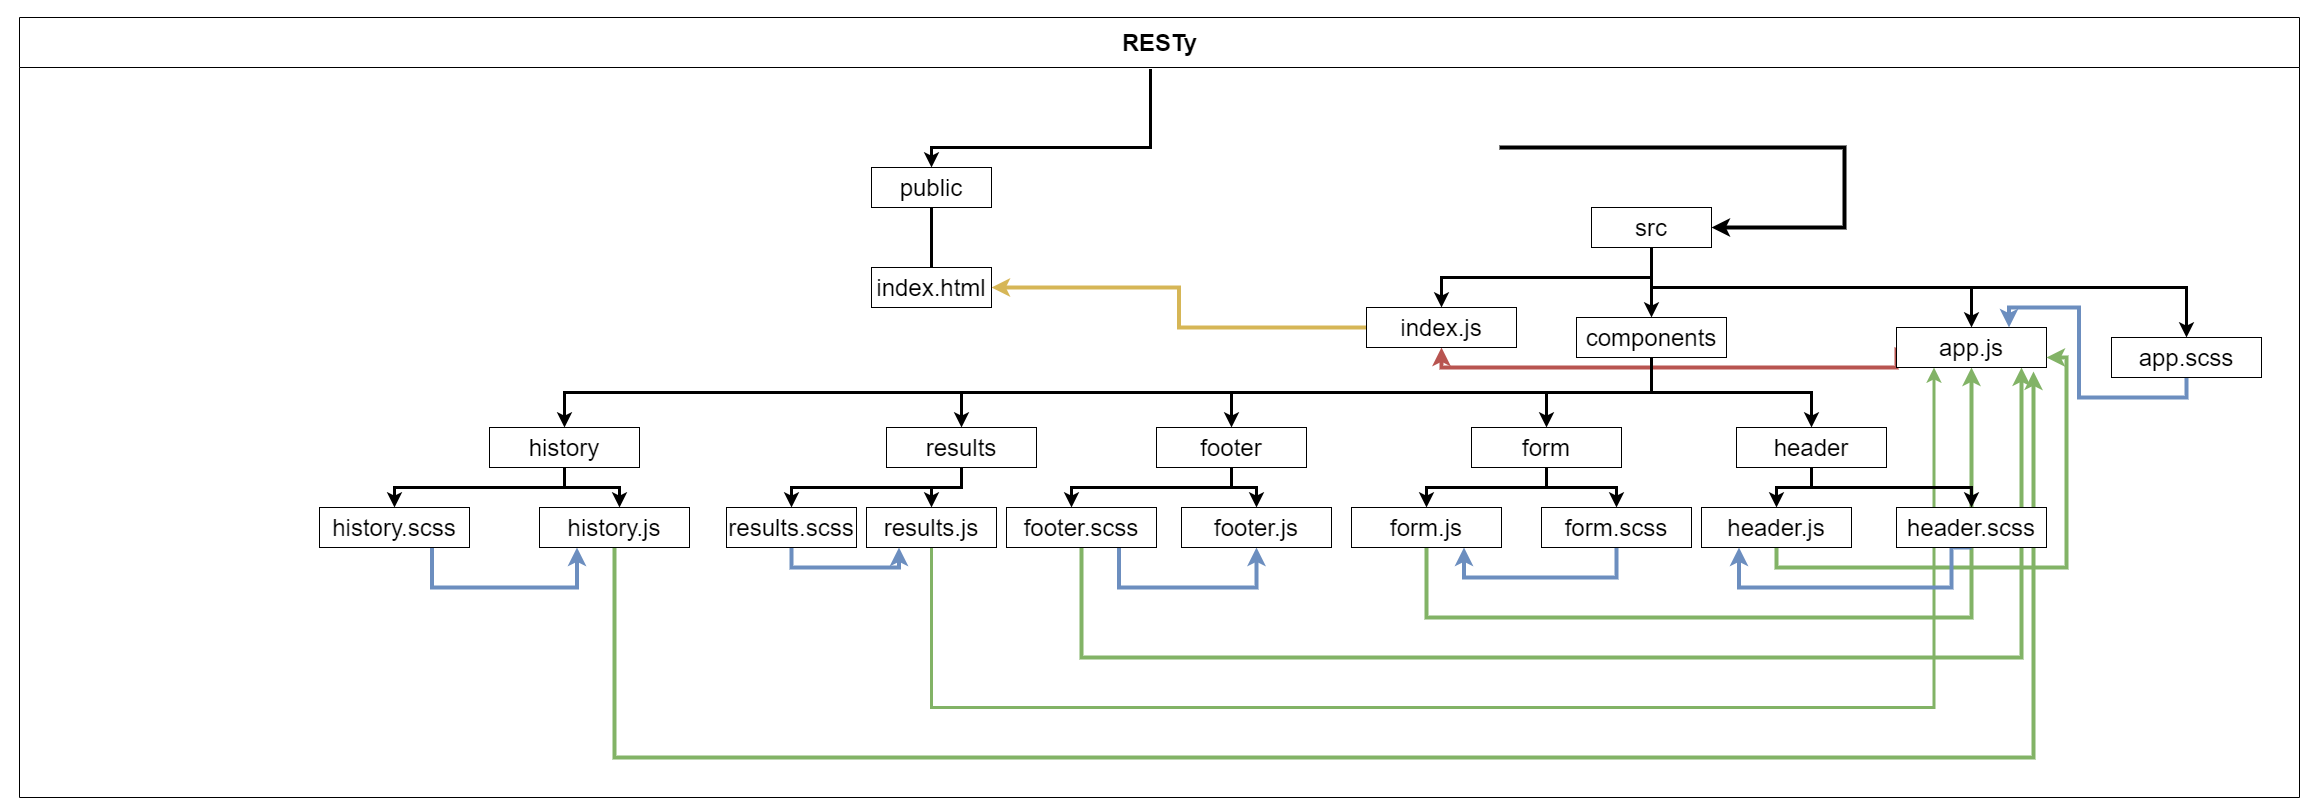 RESTy
public
src
index.html
index.js
components
app.js
app.scss
history
results
footer
form
header
history.scss
history.js
results.scss
results.js
footer.scss
footer.js
form.js
form.scss
header.js
header.scss